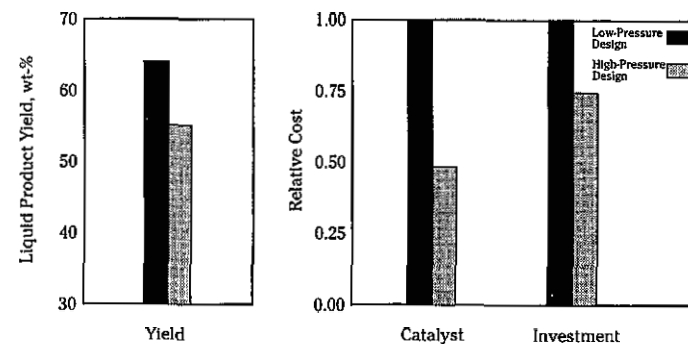 Liquid Product Yield, wt-%
70
60
50
40
30
Yield
Relative Cost
1.00
0.75
0.50
0.25
0.00
Low-Pressure
Design
High-Pressure
Design
Catalyst
Investment